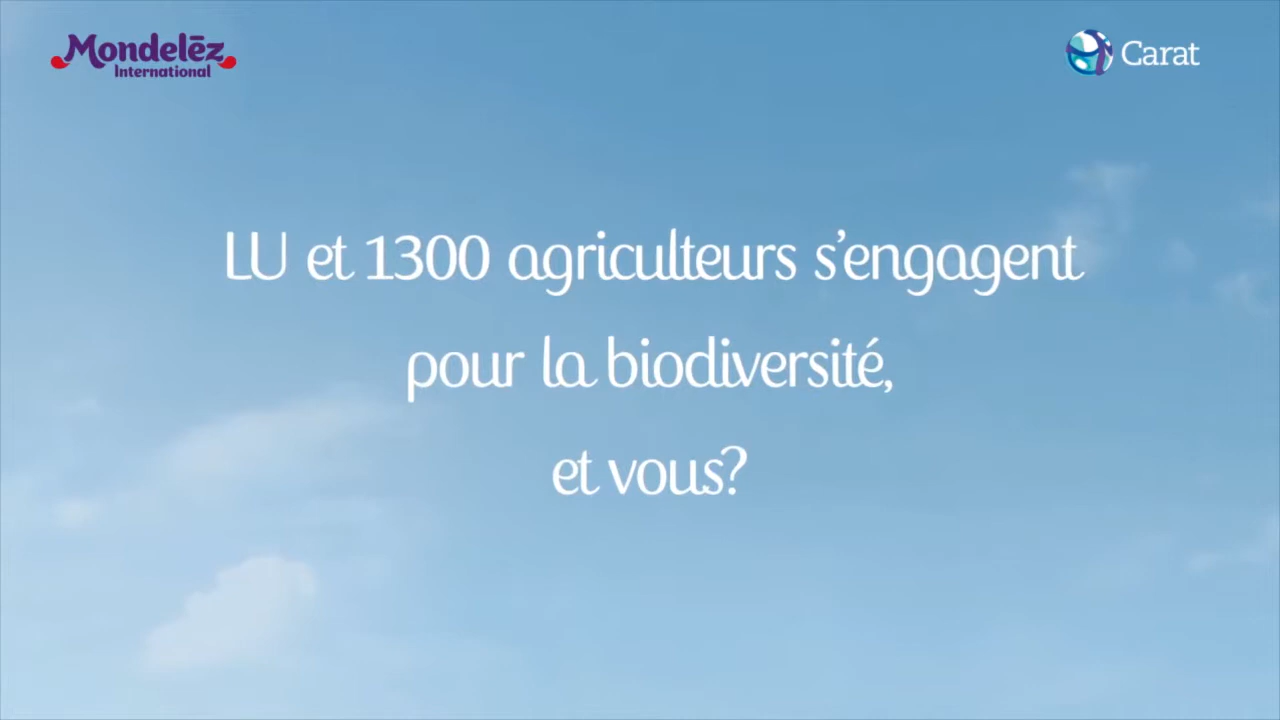 Mondelēz
International
Carat
LU et 1300 agriculteurs s'engagent
pour la biodiversité,
et vous?